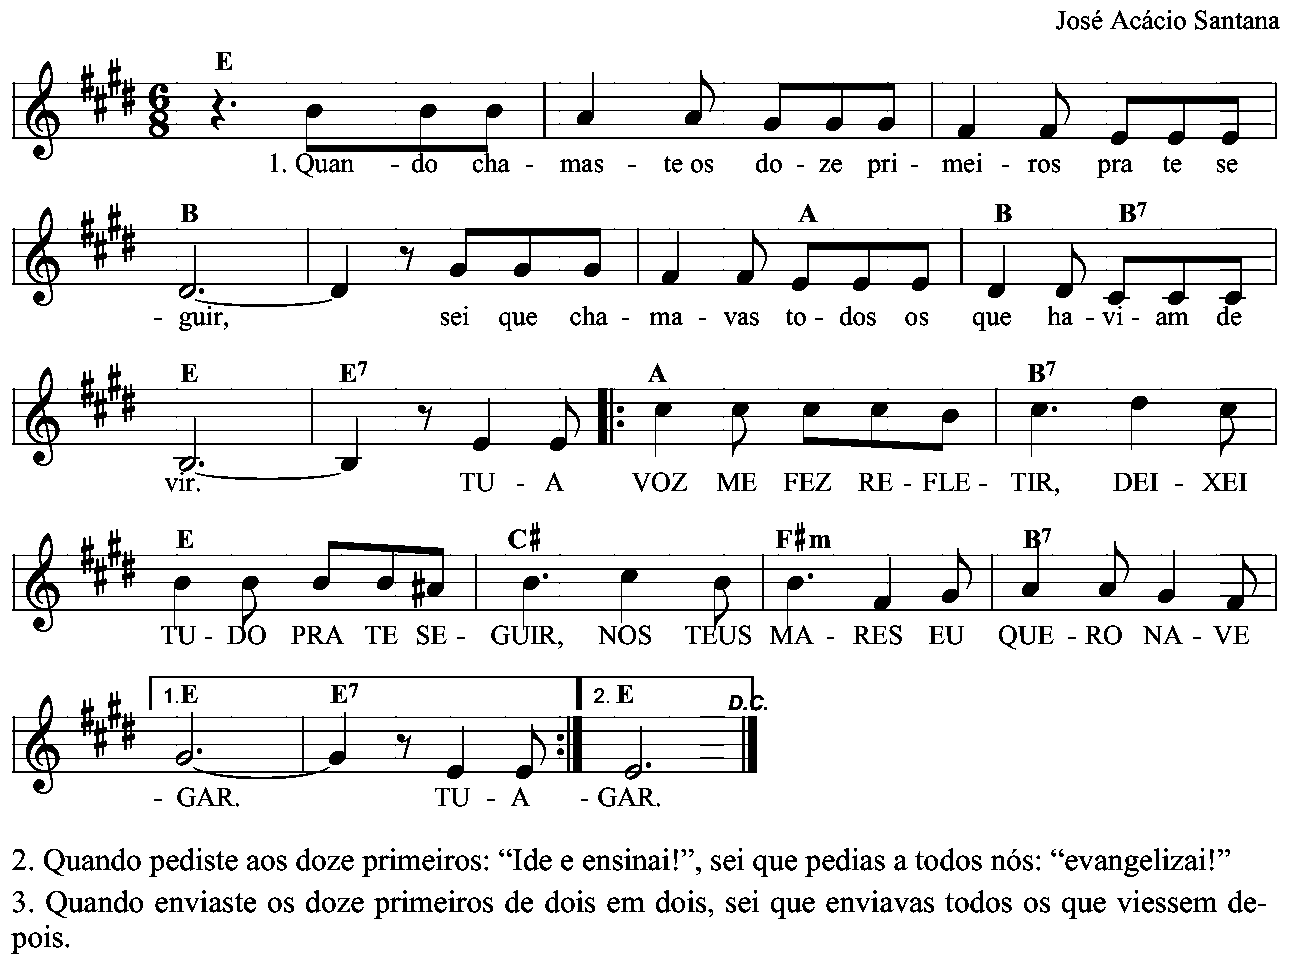 José Acácio Santana
E
6
8
1. Quan - do cha - mas - te os do - ze pri - mei - ros pra te se
B A B B7
- guir, sei que cha - ma - vas to - dos os que ha - vi - am de
E E7 A B7
vir. TU - A VOZ ME FEZ RE - FLE - TIR, DEI - XEI
E C# F#m B7
TU - DO PRA TE SE - GUIR, NOS TEUS MA - RES EU QUE - RO NA - VE
1. E E7 2. E D.C.
- GAR. TU - A - GAR.
2. Quando pediste aos doze primeiros: “Ide e ensinai!”, sei que pedias a todos nós: “evangelizai!”
3. Quando enviaste os doze primeiros de dois em dois, sei que enviavas todos os que viessem de-
pois.